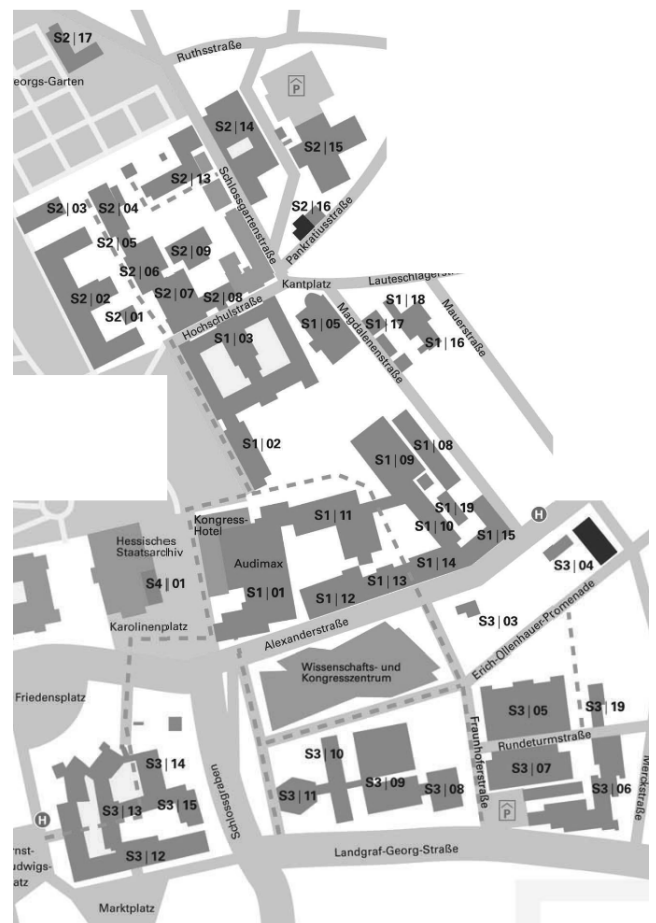 S2|17
Ruthsstraße
eorgs-Garten
P
S2|14
S2|15
S2|13
Schlossgartenstraße
S2|16
S2|03
S2|04
Pankratiusstraße
S2|05
S2|09
S2|06
S2|02
S2|07
S2|08
S2|01
Kantplatz
Lauteschlägerst
Hochschulstraße
S1|03
S1|05
Magdalenenstraße
S1|18
S1|17
Mauerstraße
S1|16
S1|02
S1|08
S1|09
S1|19
H
Kongress-
Hotel
S1|11
S1|10
S1|15
Hessisches
Staatsarchiv
S4|01
Audimax
S1|01
S1|14
S1|13
S1|12
S3|04
Karolinenplatz
S3|03
Alexanderstraße
Erich-Ollenhauer-Promenade
Wissenschafts- und
Kongresszentrum
Friedensplatz
S3|05
S3|19
Fraunhoferstraße
Rundeturmstraße
S3|14
S3|10
S3|07
Merckstraße
S3|13
S3|15
S3|11
S3|09
S3|08
S3|06
Schlossgraben
P
H
S3|12
rnst-
udwigs-
atz
Landgraf-Georg-Straße
Marktplatz